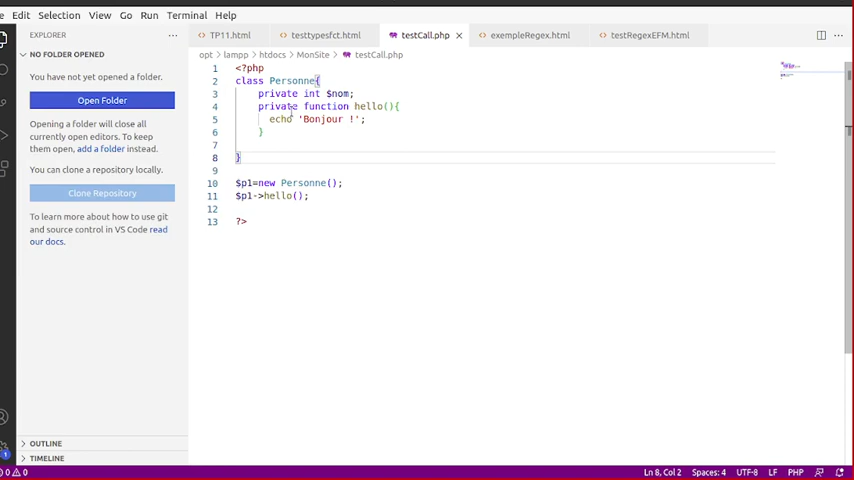 Edit Selection View Go Run Terminal Help
EXPLORER ···
TP11.html testtypesfct.html testCall.php × exempleRegex.html testRegexEFM.html ···
NO FOLDER OPENED
opt › lampp › htdocs › MonSite › testCall.php
You have not yet opened a folder.
Open Folder
Opening a folder will close all
currently open editors. To keep
them open, add a folder instead.
You can clone a repository locally.
Clone Repository
To learn more about how to use git
and source control in VS Code read
our docs.
1 <?php
2 class Personne{
3 private int $nom;
4 private function hello(){
5 echo 'Bonjour !';
6 }
7
8 }
9
10 $p1=new Personne();
11 $p1->hello();
12
13 ?>
OUTLINE
TIMELINE
1
0 0 Ln 8, Col 2 Spaces: 4 UTF-8 LF PHP